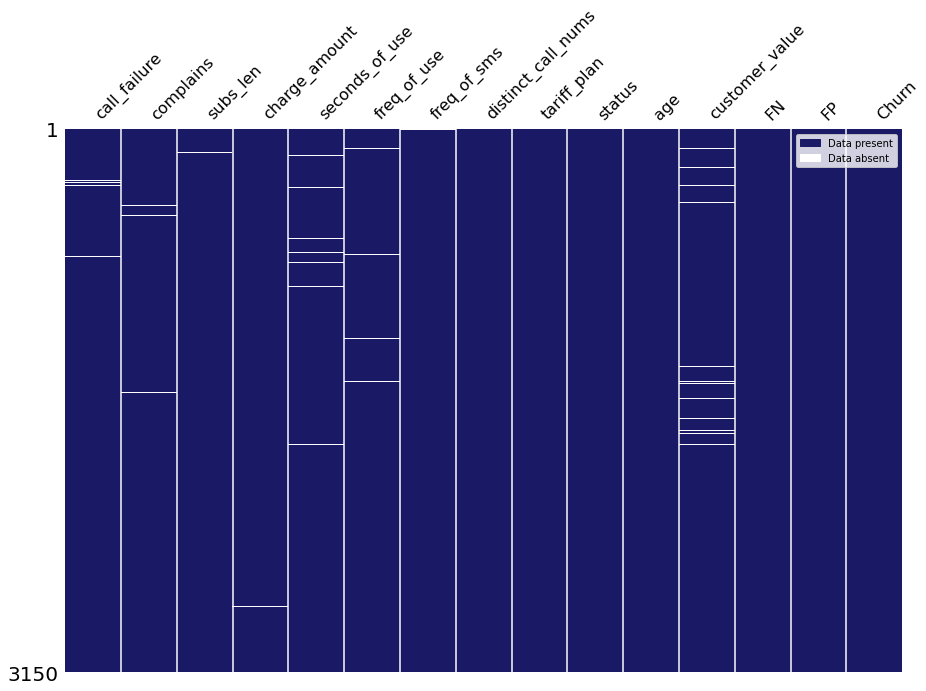 call_failure
complains
subs_len
charge_amount
seconds_of_use
freq_of_use
freq_of_sms
distinct_call_nums
tariff_plan
status
age
customer_value
FN
FP
Churn
1
Data present
Data absent
3150